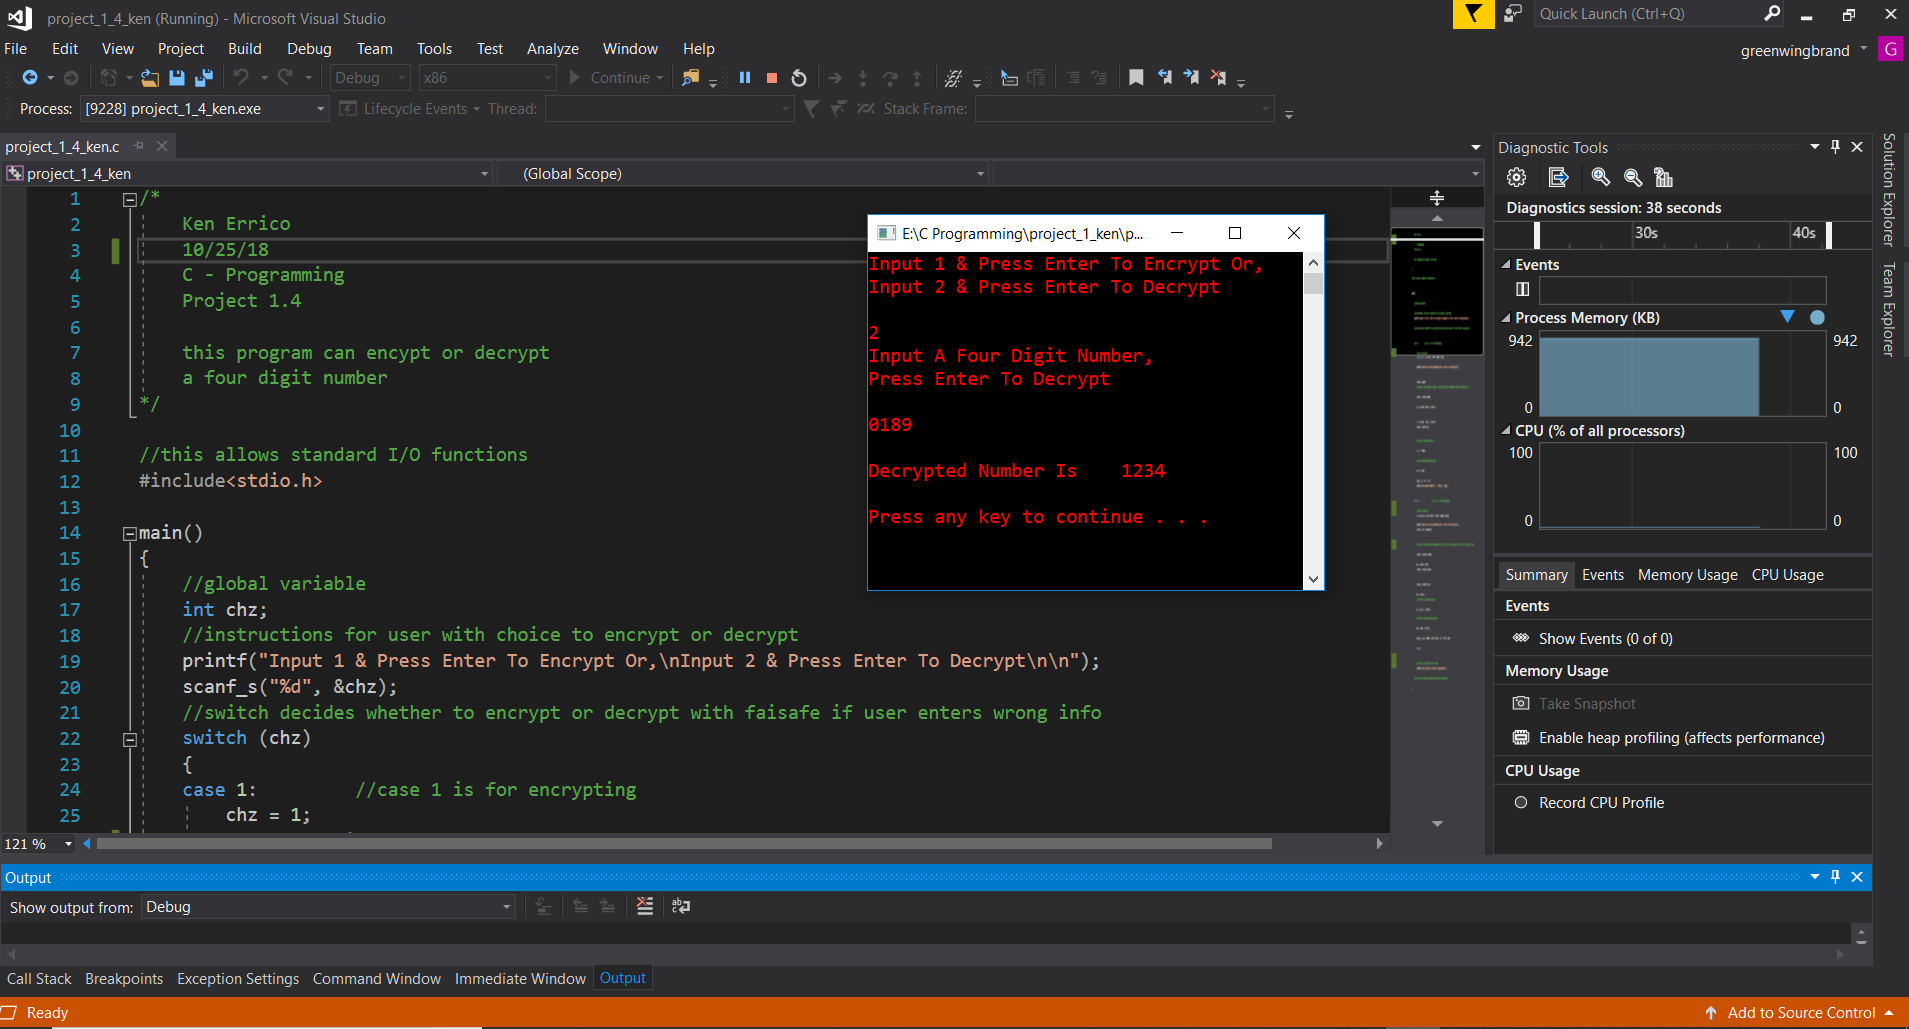 project_1_4_ken (Running) - Microsoft Visual Studio
Quick Launch (Ctrl+Q)
File Edit View Project Build Debug Team Tools Test Analyze Window Help
greenwingbrand G
Debug x86 Continue
Process: [9228] project_1_4_ken.exe Lifecycle Events Thread: Stack Frame:
project_1_4_ken.c
project_1_4_ken (Global Scope)
1 /*
2 Ken Errico
3 10/25/18
4 C - Programming
5 Project 1.4
6
7 this program can encypt or decrypt
8 a four digit number
9 */
10
11 //this allows standard I/O functions
12 #include<stdio.h>
13
14 main()
15 {
16 //global variable
17 int chz;
18 //instructions for user with choice to encrypt or decrypt
19 printf("Input 1 & Press Enter To Encrypt Or,\nInput 2 & Press Enter To Decrypt\n\n");
20 scanf_s("%d", &chz);
21 //switch decides whether to encrypt or decrypt with faisafe if user enters wrong info
22 switch (chz)
23 {
24 case 1: //case 1 is for encrypting
25 chz = 1;
121 %
E:\C Programming\project_1_ken\p...
Input 1 & Press Enter To Encrypt Or,
Input 2 & Press Enter To Decrypt
2
Input A Four Digit Number,
Press Enter To Decrypt
0189
Decrypted Number Is 1234
Press any key to continue . . .
Diagnostic Tools
Diagnostics session: 38 seconds
30s 40s
Events
Process Memory (KB)
942 942
0 0
CPU (% of all processors)
100 100
0 0
Summary Events Memory Usage CPU Usage
Events
Show Events (0 of 0)
Memory Usage
Take Snapshot
Enable heap profiling (affects performance)
CPU Usage
Record CPU Profile
Solution Explorer
Team Explorer
Output
Show output from: Debug
Call Stack Breakpoints Exception Settings Command Window Immediate Window Output
Ready
Add to Source Control